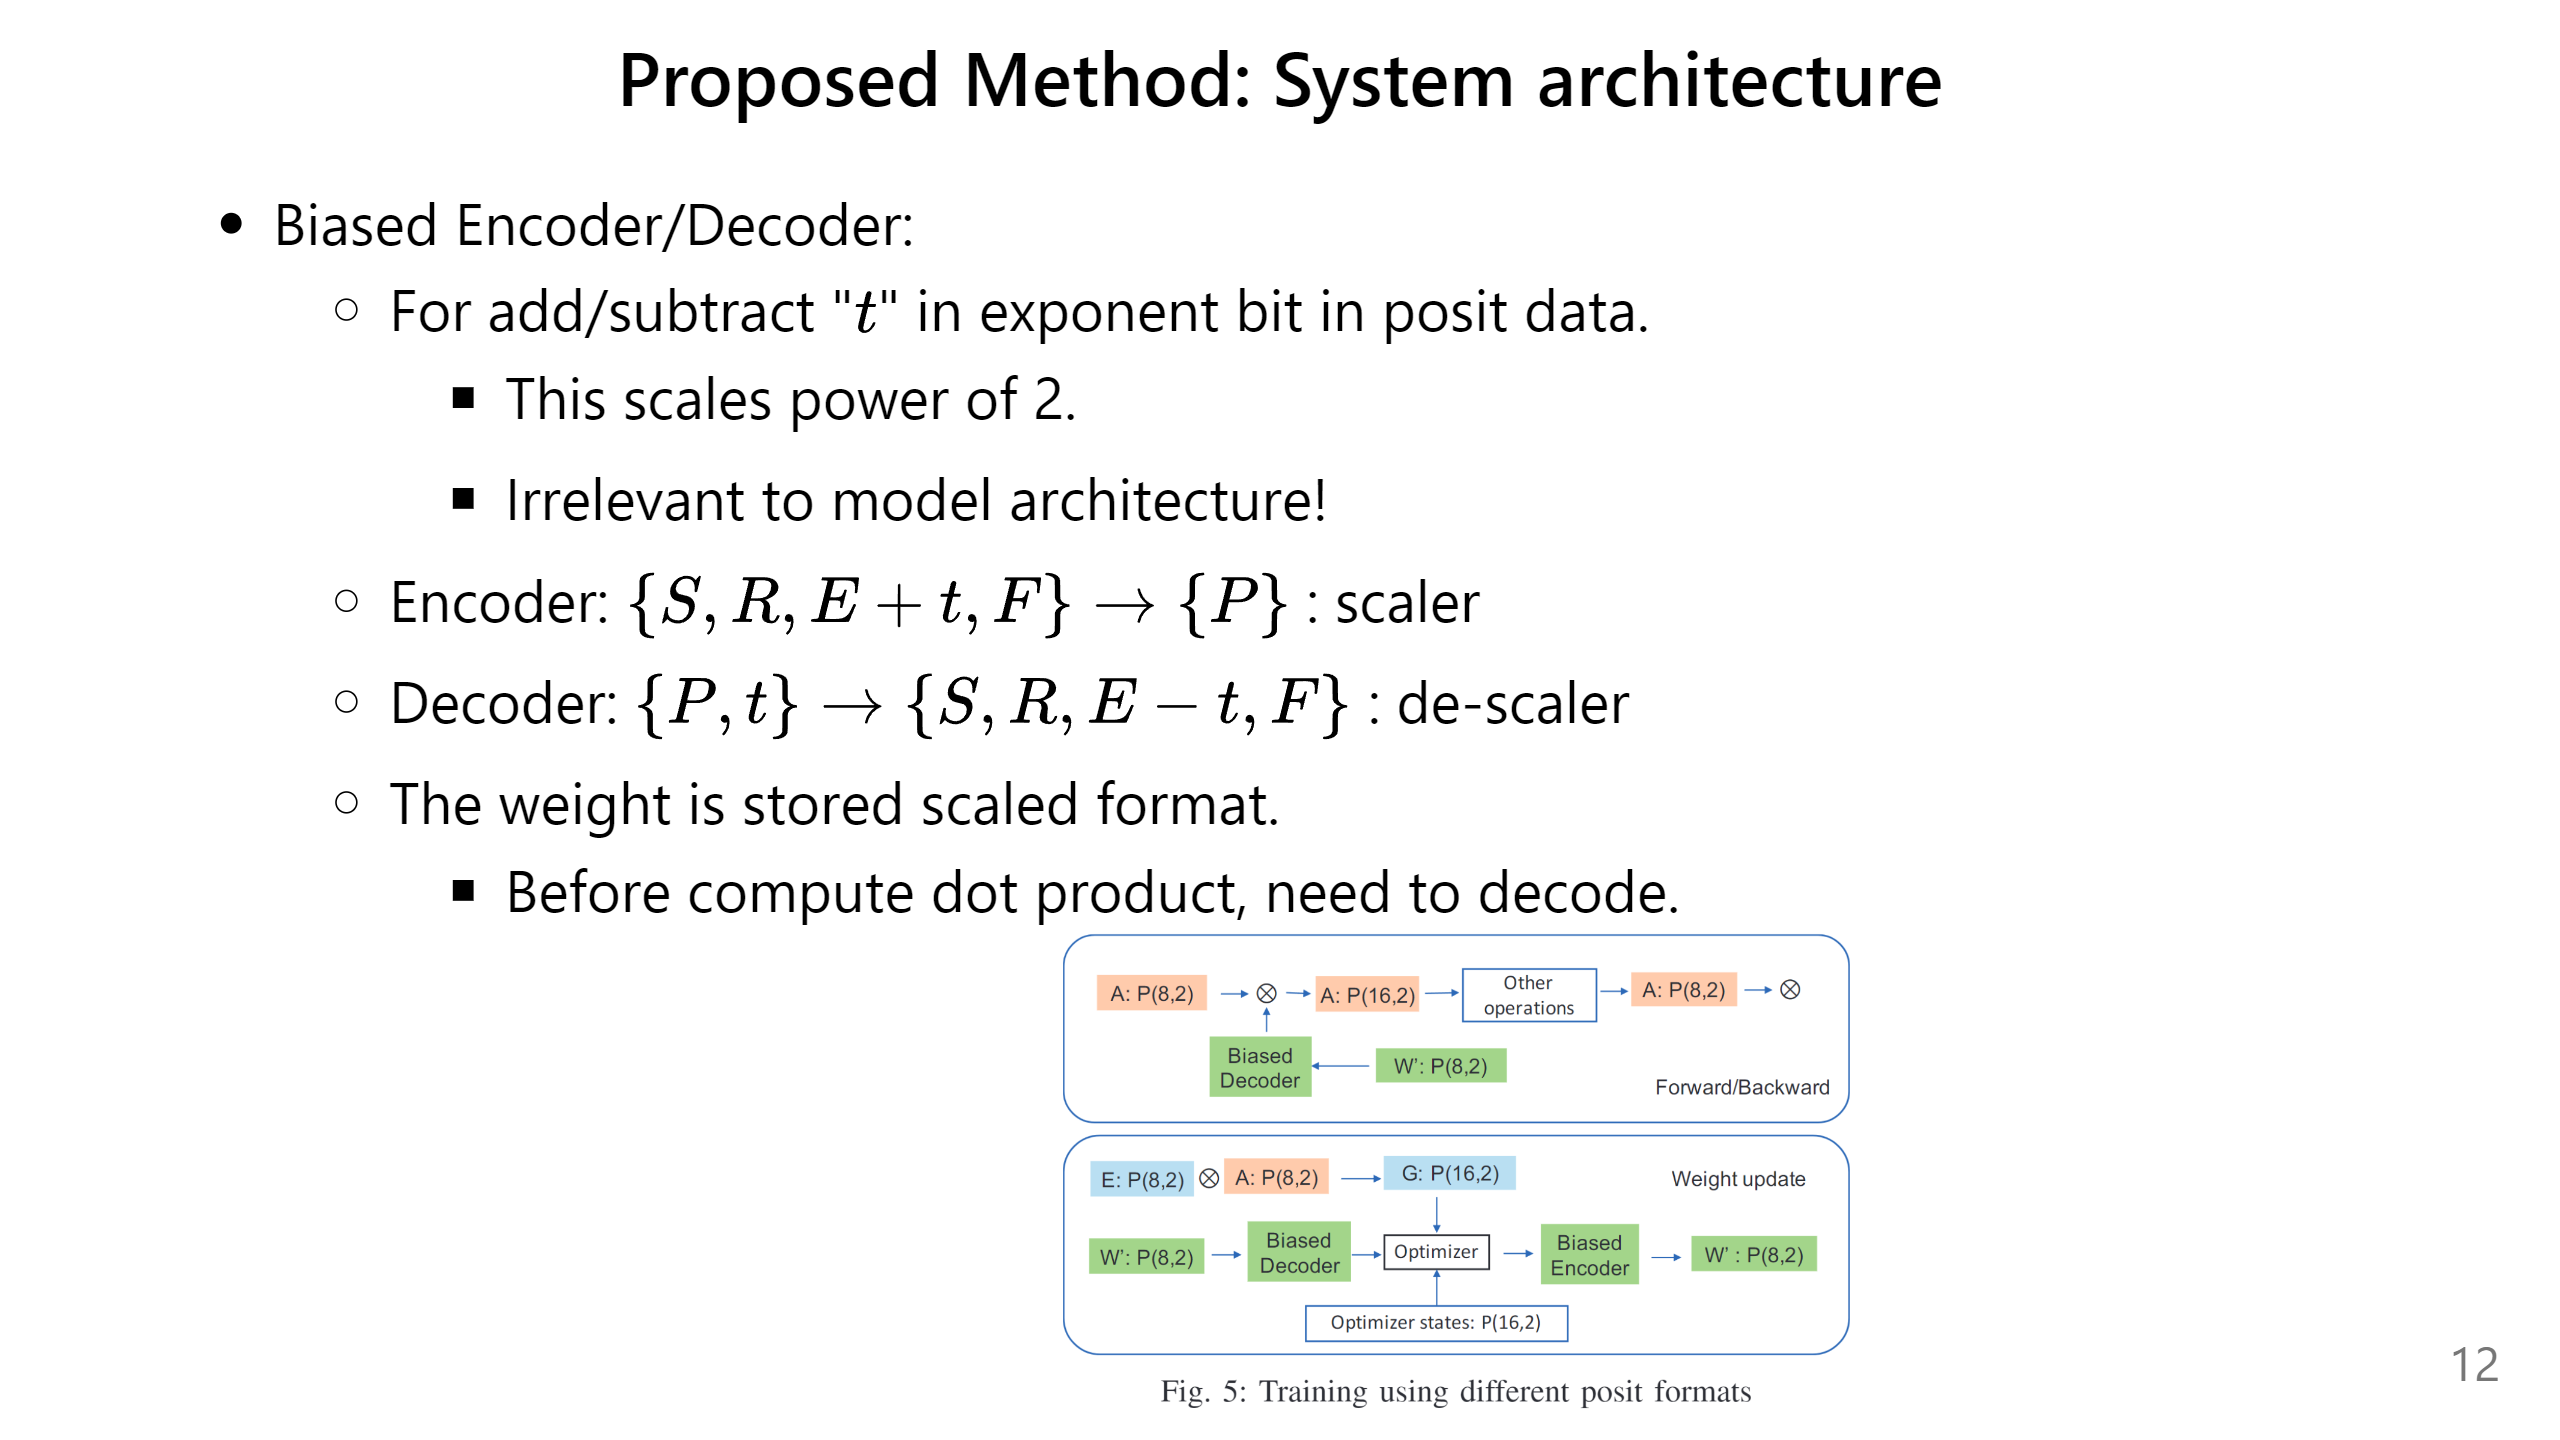 Proposed Method: System architecture
• Biased Encoder/Decoder:
○ For add/subtract "t" in exponent bit in posit data.
■ This scales power of 2.
■ Irrelevant to model architecture!
○ Encoder: {S, R, E + t, F} → {P} : scaler
○ Decoder: {P, t} → {S, R, E − t, F} : de-scaler
○ The weight is stored scaled format.
■ Before compute dot product, need to decode.
A: P(8,2) → ⊗ → A: P(16,2) → Other operations → A: P(8,2) → ⊗
Biased Decoder ← W': P(8,2)
Forward/Backward
E: P(8,2) ⊗ A: P(8,2) → G: P(16,2)
Weight update
W': P(8,2) → Biased Decoder → Optimizer → Biased Encoder → W' : P(8,2)
Optimizer states: P(16,2)
Fig. 5: Training using different posit formats
12